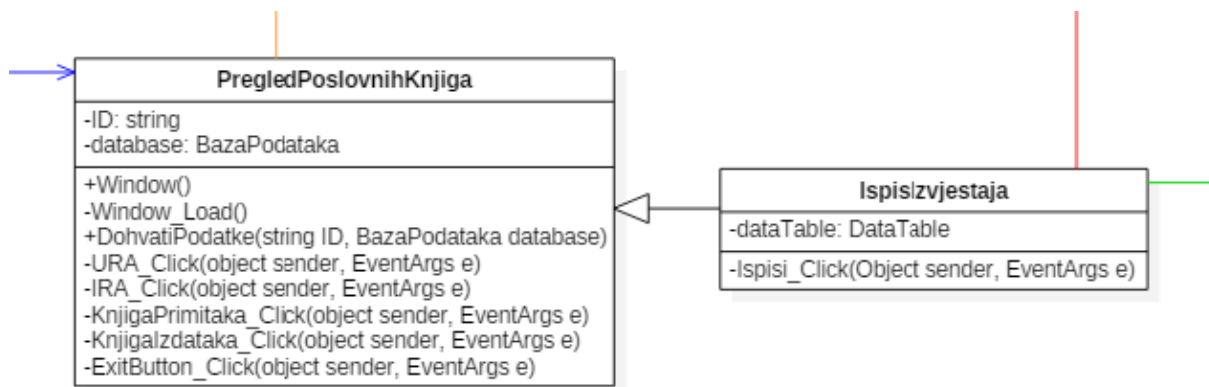 PregledPoslovnihKnjiga
-ID: string
-database: BazaPodataka
+Window()
-Window_Load()
+DohvatiPodatke(string ID, BazaPodataka database)
-URA_Click(object sender, EventArgs e)
-IRA_Click(object sender, EventArgs e)
-KnjigaPrimitaka_Click(object sender, EventArgs e)
-KnjigaIzdataka_Click(object sender, EventArgs e)
-ExitButton_Click(object sender, EventArgs e)
IspisIzvjestaja
-dataTable: DataTable
-Ispisi_Click(Object sender, EventArgs e)